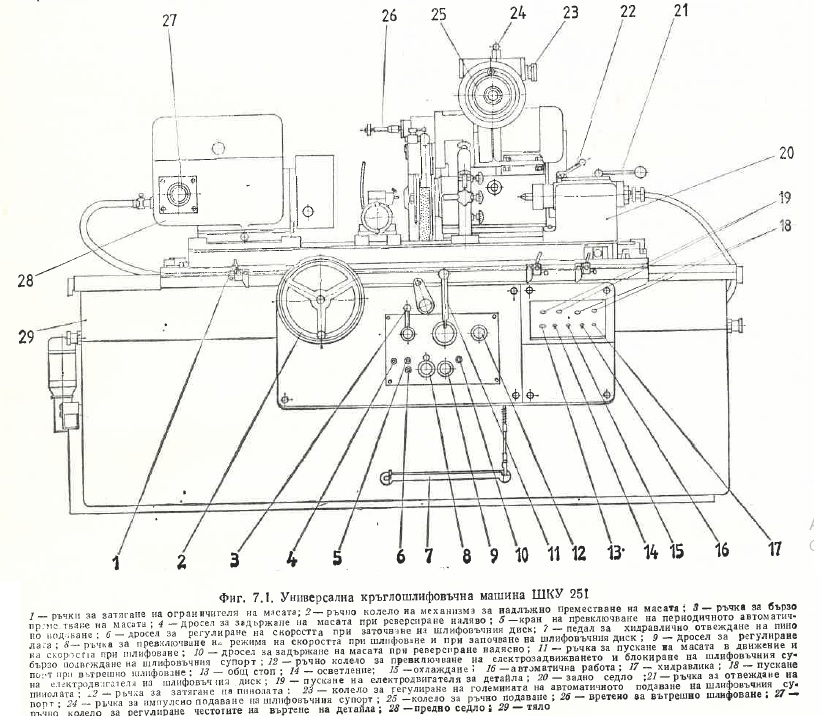 27
26
25
24
23
22
21
20
19
18
28
29
1
2
3
4
5
6
7
8
9
10
11
12
13
14
15
16
17
Фиг. 7.1. Универсална кръглошлифовъчна машина ШКУ 251
1 — ръчки за затягане на ограничителя на масата; 2 — ръчно колело на механизма за надлъжно преместване на масата; 3 — ръчка за бързо
преместване на масата; 4 — дросел за задържане на масата при реверсиране наляво; 5 — кран на превключване на периодичното автоматич-
но подаване; 6 — дросел за регулиране на скоростта при заточване на шлифовъчния диск; 7 — педал за хидравлично отвеждане на пино
лата; 8 — ръчка за превключване на режима на скоростта при шлифоване и при започване на шлифовъчния диск; 9 — дросел за регулиране
на скоростта при шлифоване; 10 — дросел за задържане на масата при реверсиране надясно; 11 — ръчка за пускане на масата в движение и
бързо подвеждане на шлифовъчния супорт; 12 — ръчно колело за превключване на електрозадвижването и блокиране на шлифовъчния су-
порт при вътрешно шлифоване; 13 — общ стоп; 14 — осветление; 15 — охлаждане; 16 — автоматична работа; 17 — хидравлика; 18 — пускане
на електродвигателя на шлифовъчния диск; 19 — пускане на електродвигателя за детайла; 20 — задно седло; 21 — ръчка за отвеждане на
пинолата; 22 — ръчка за затягане на пинолата; 23 — колело за регулиране на големината на автоматичното подаване на шлифовъчния су-
порт; 24 — ръчка за импулсно подаване на шлифовъчния супорт; 25 — колело за ръчно подаване; 26 — вретено за вътрешно шлифоване; 27 —
ръчно колело за регулиране честотите на въртене на детайла; 28 — предно седло; 29 — тяло